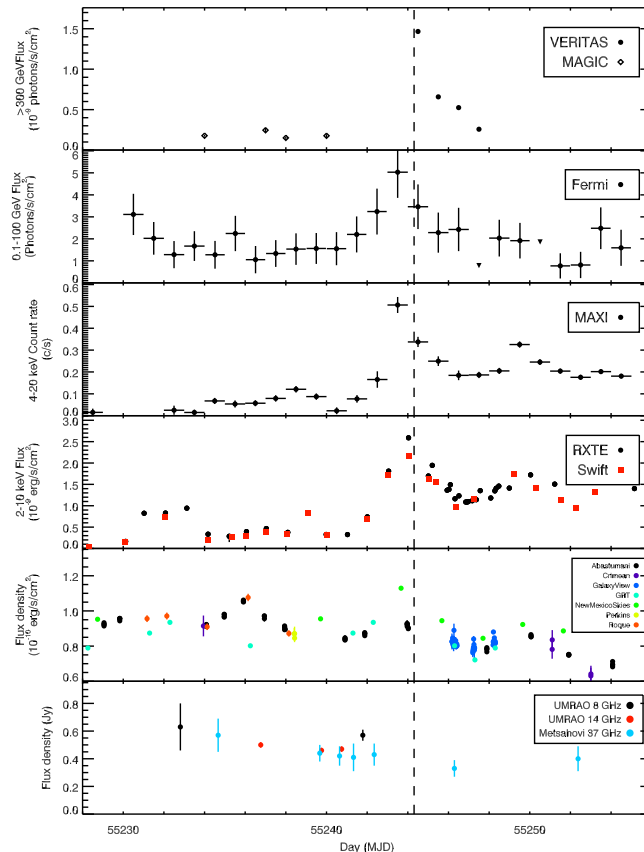 >300 GeVFlux
(10⁻⁹ photons/s/cm²)
1.5
1.0
0.5
0.0
VERITAS
MAGIC
0.1-100 GeV Flux
(Photons/s/cm²)
6
5
4
3
2
1
0
Fermi
4-20 keV Count rate
(c/s)
0.6
0.5
0.4
0.3
0.2
0.1
0.0
MAXI
2-10 keV Flux
(10⁻⁹ erg/s/cm²)
3.0
2.5
2.0
1.5
1.0
0.5
0.0
RXTE
Swift
Flux density
(10⁻¹⁶ erg/s/cm²)
1.2
1.0
0.8
0.6
Abastumani
Crimean
GalaxyView
GRT
NewMexicoSkies
Perkins
Roque
Flux density (Jy)
1.0
0.8
0.6
0.4
0.2
0.0
UMRAO 8 GHz
UMRAO 14 GHz
Metsahovi 37 GHz
55230
55240
55250
Day (MJD)